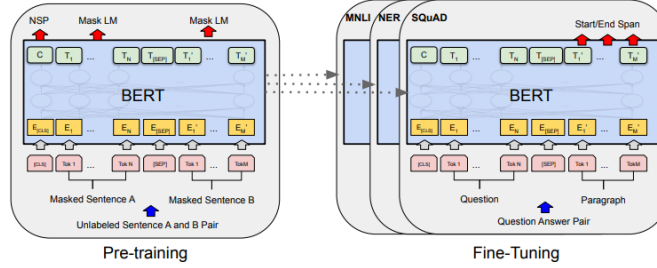 NSP Mask LM Mask LM
C T1 ... TN T[SEP] T1' ... TM'
BERT
E[CLS] E1 ... EN E[SEP] E1' ... EM'
[CLS] Tok 1 ... Tok N [SEP] Tok 1 ... TokM
Masked Sentence A Masked Sentence B
Unlabeled Sentence A and B Pair
Pre-training
MNLI NER SQuAD
Start/End Span
C T1 ... TN T[SEP] T1' ... TM'
BERT
E[CLS] E1 ... EN E[SEP] E1' ... EM'
[CLS] Tok 1 ... Tok N [SEP] Tok 1 ... TokM
Question Paragraph
Question Answer Pair
Fine-Tuning